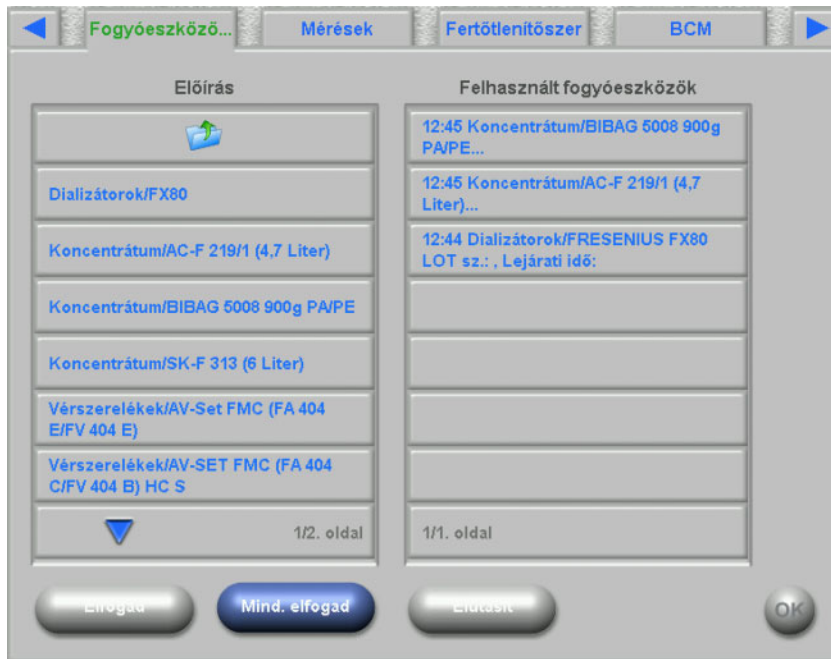 Fogyóeszközö...
Mérések
Fertőtlenítőszer
BCM
Előírás
Felhasznált fogyóeszközök
Dializátorok/FX80
Koncentrátum/AC-F 219/1 (4,7 Liter)
Koncentrátum/BIBAG 5008 900g PA/PE
Koncentrátum/SK-F 313 (6 Liter)
Vérszerelékek/AV-Set FMC (FA 404
E/FV 404 E)
Vérszerelékek/AV-SET FMC (FA 404
C/FV 404 B) HC S
1/2. oldal
12:45 Koncentrátum/BIBAG 5008 900g
PA/PE...
12:45 Koncentrátum/AC-F 219/1 (4,7
Liter)...
12:44 Dializátorok/FRESENIUS FX80
LOT sz.: , Lejárati idő:
1/1. oldal
Elfogad
Mind. elfogad
Elutasít
OK